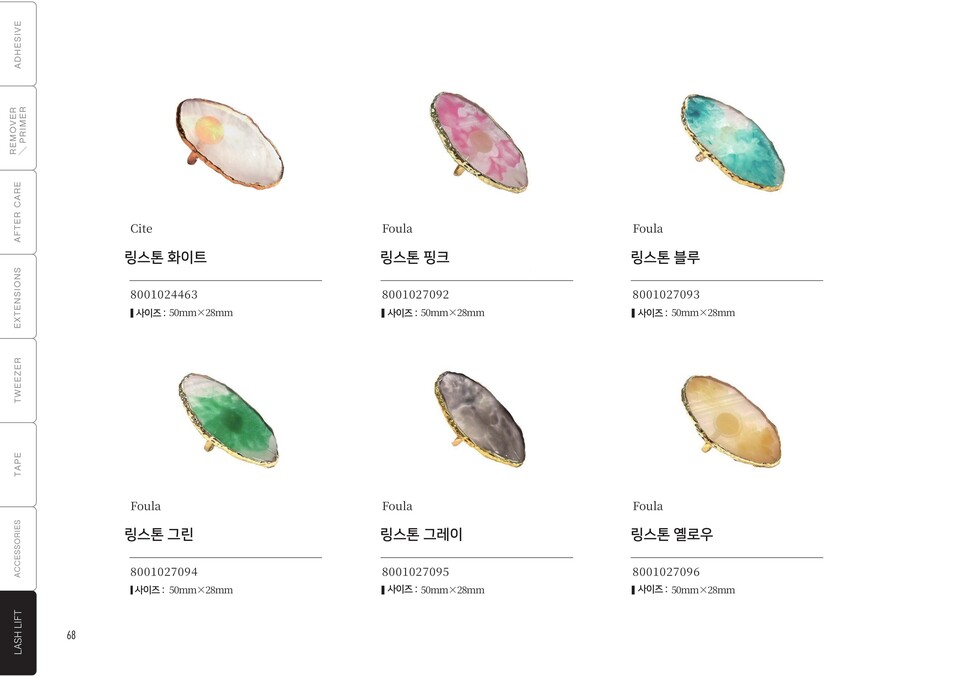 ADHESIVE
REMOVER
／ PRIMER
AFTER CARE
EXTENSIONS
TWEEZER
TAPE
ACCESSORIES
LASH LIFT
Cite
링스톤 화이트
8001024463
사이즈 : 50mm×28mm
Foula
링스톤 핑크
8001027092
사이즈 : 50mm×28mm
Foula
링스톤 블루
8001027093
사이즈 : 50mm×28mm
Foula
링스톤 그린
8001027094
사이즈 : 50mm×28mm
Foula
링스톤 그레이
8001027095
사이즈 : 50mm×28mm
Foula
링스톤 옐로우
8001027096
사이즈 : 50mm×28mm
68